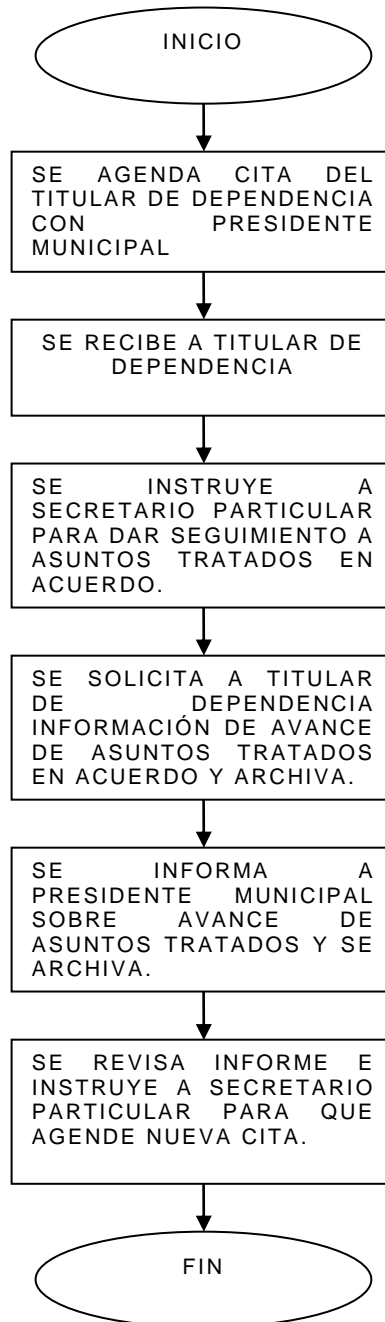 INICIO
SE AGENDA CITA DEL
TITULAR DE DEPENDENCIA
CON PRESIDENTE
MUNICIPAL
SE RECIBE A TITULAR DE
DEPENDENCIA
SE INSTRUYE A
SECRETARIO PARTICULAR
PARA DAR SEGUIMIENTO A
ASUNTOS TRATADOS EN
ACUERDO.
SE SOLICITA A TITULAR
DE DEPENDENCIA
INFORMACIÓN DE AVANCE
DE ASUNTOS TRATADOS
EN ACUERDO Y ARCHIVA.
SE INFORMA A
PRESIDENTE MUNICIPAL
SOBRE AVANCE DE
ASUNTOS TRATADOS Y SE
ARCHIVA.
SE REVISA INFORME E
INSTRUYE A SECRETARIO
PARTICULAR PARA QUE
AGENDE NUEVA CITA.
FIN